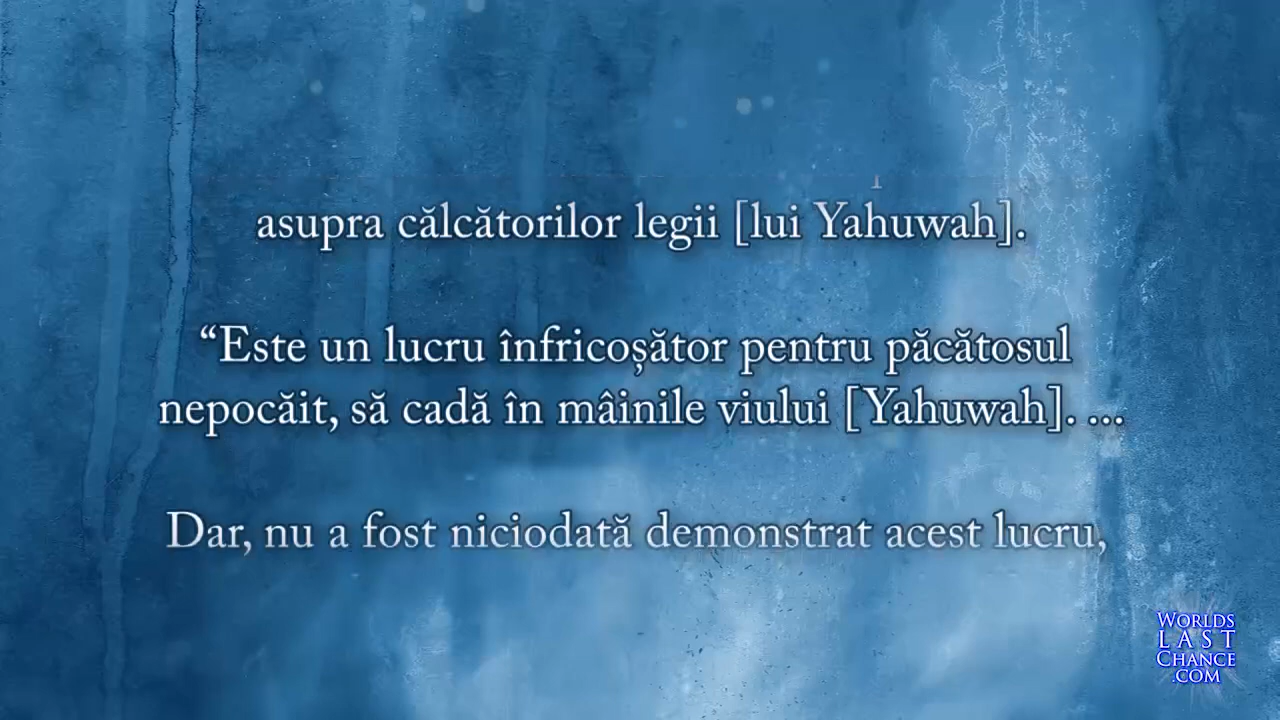 asupra călcătorilor legii [lui Yahuwah].
“Este un lucru înfricoșător pentru păcătosul
nepocăit, să cadă în mâinile viului [Yahuwah]. ...
Dar, nu a fost niciodată demonstrat acest lucru,
WORLDS
LAST
CHANCE
.COM